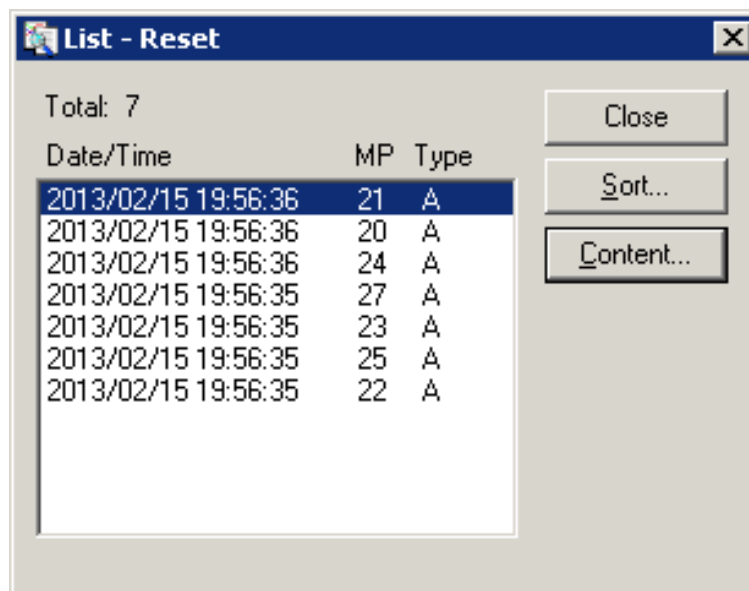 List - Reset
Total: 7
Close
Date/Time MP Type
2013/02/15 19:56:36 21 A
Sort...
2013/02/15 19:56:36 20 A
2013/02/15 19:56:36 24 A
Content...
2013/02/15 19:56:35 27 A
2013/02/15 19:56:35 23 A
2013/02/15 19:56:35 25 A
2013/02/15 19:56:35 22 A